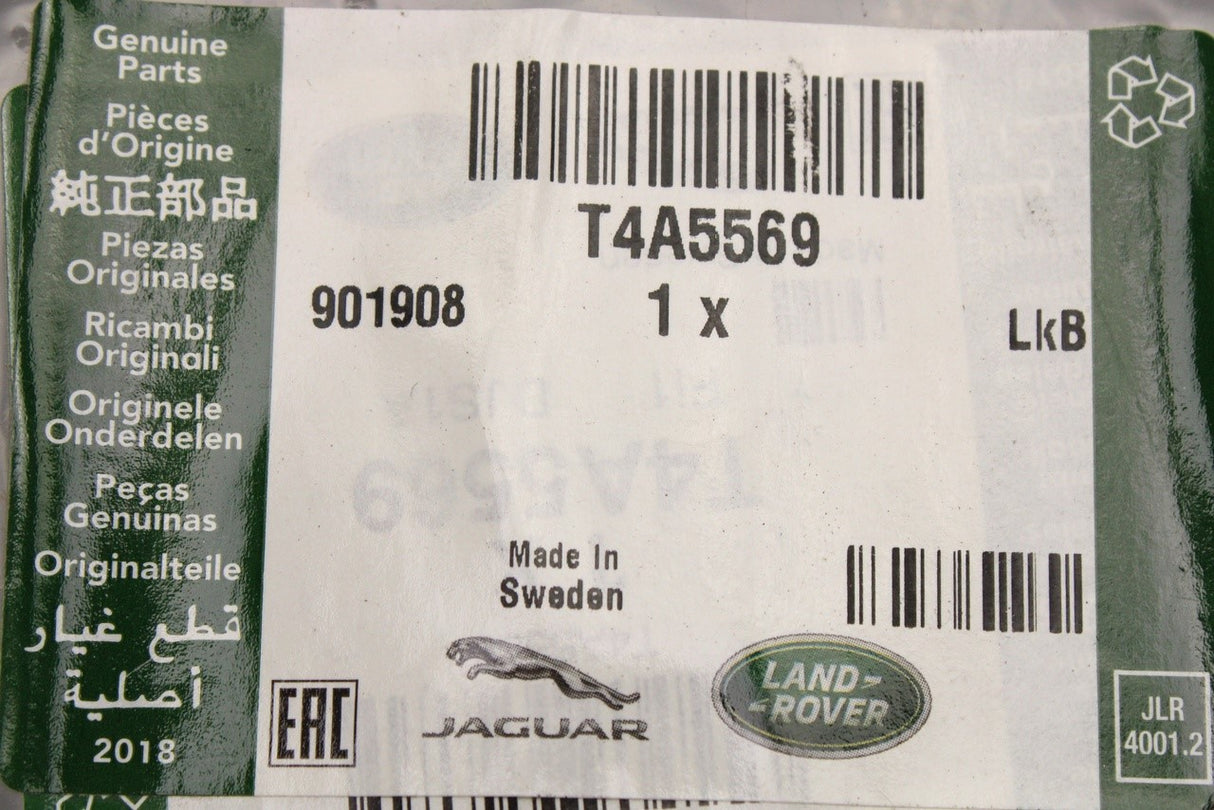 Genuine
Parts
Pièces
d'Origine
純正部品
Piezas
Originales
Ricambi
Originali
Originele
Onderdelen
Peças
Genuinas
Originalteile
قطع غيار
أصلية
2018
T4A5569
901908
1 x
LkB
T4A5569
Made In
Sweden
EAC
JAGUAR
LAND
ROVER
JLR
4001.2